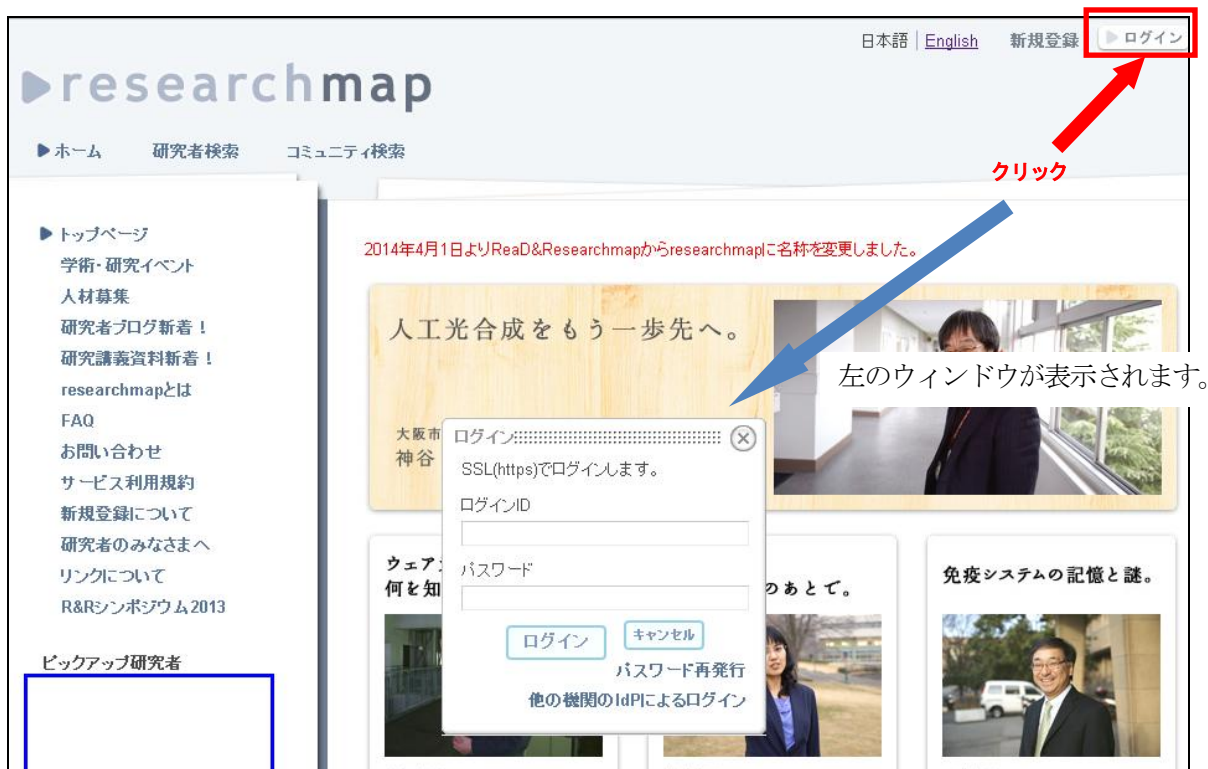 日本語 | English 新規登録 ログイン
researchmap
ホーム 研究者検索 コミュニティ検索
クリック
トップページ
学術・研究イベント
人材募集
研究者ブログ新着！
研究講義資料新着！
researchmapとは
FAQ
お問い合わせ
サービス利用規約
新規登録について
研究者のみなさまへ
リンクについて
R&Rシンポジウム2013
ピックアップ研究者
2014年4月1日よりReaD&Researchmapからresearchmapに名称を変更しました。
人工光合成をもう一歩先へ。
左のウィンドウが表示されます。
大阪市
神谷
ログイン
SSL(https)でログインします。
ログインID
パスワード
ログイン キャンセル
パスワード再発行
他の機関のIdPによるログイン
ウェア
何を知
のあとで。
免疫システムの記憶と謎。